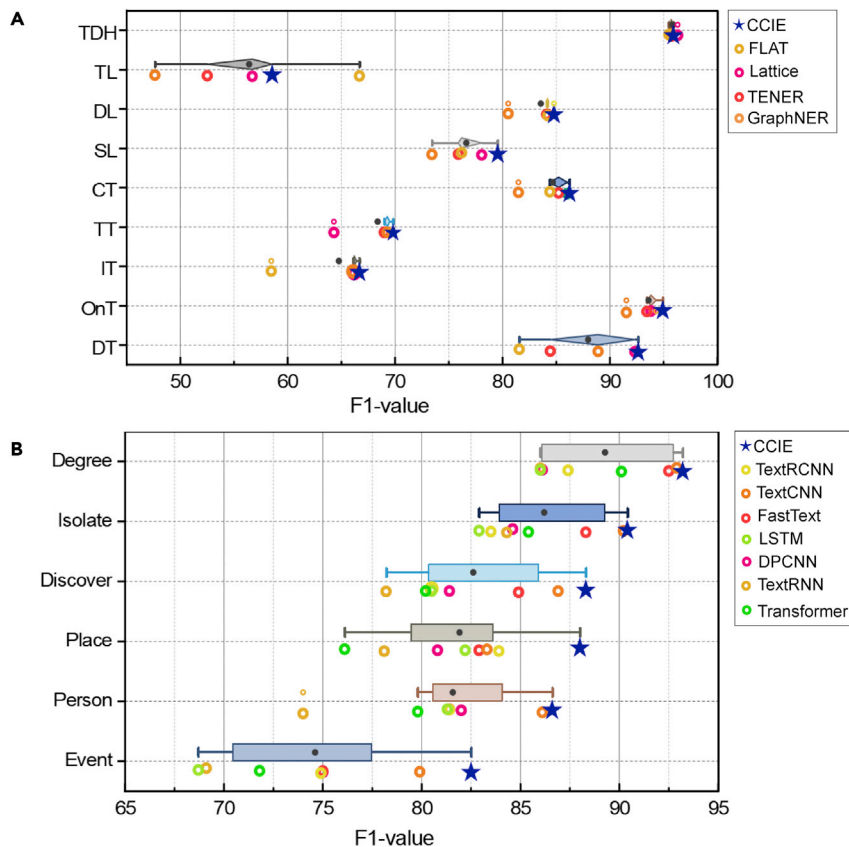 A
TDH
TL
DL
SL
CT
TT
IT
OnT
DT
50 60 70 80 90 100
F1-value
CCIE
FLAT
Lattice
TENER
GraphNER
B
Degree
Isolate
Discover
Place
Person
Event
65 70 75 80 85 90 95
F1-value
CCIE
TextRCNN
TextCNN
FastText
LSTM
DPCNN
TextRNN
Transformer